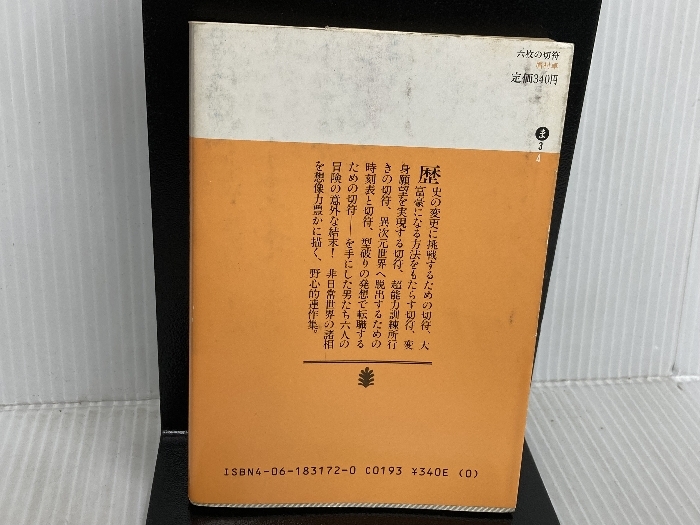 六枚の切符
定価340円
ま
3
4
歴史の変更に挑戦するための切符、大
富豪になる方法をもたらす切符、変
身願望を実現する切符、超能力訓練所行
きの切符、異次元世界へ脱出するための
時刻表と切符、型破りの発想で転職する
ための切符——を手にした男たち六人の
冒険の意外な結末！　非日常世界の諸相
を想像力豊かに描く、野心的連作集。
ISBN4-06-183172-0 C0193 ¥340E (0)